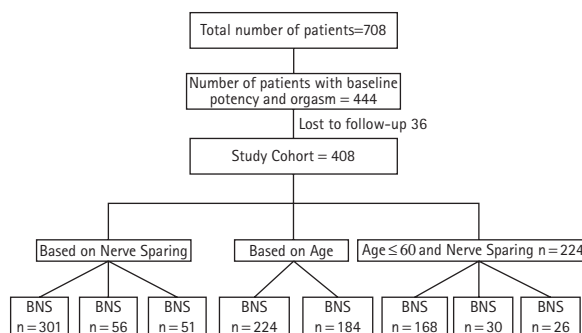 Total number of patients=708
Number of patients with baseline
potency and orgasm = 444
Lost to follow-up 36
Study Cohort = 408
Based on Nerve Sparing
Based on Age
Age ≤ 60 and Nerve Sparing n = 224
BNS
n=301
BNS
n=56
BNS
n=51
BNS
n=224
BNS
n=184
BNS
n=168
BNS
n=30
BNS
n=26